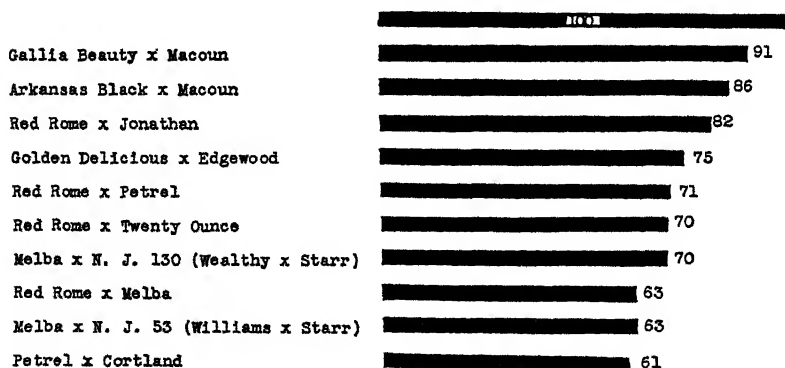 Gallia Beauty x Macoun 91
Arkansas Black x Macoun 86
Red Rome x Jonathan 82
Golden Delicious x Edgewood 75
Red Rome x Petrel 71
Red Rome x Twenty Ounce 70
Melba x N. J. 130 (Wealthy x Starr) 70
Red Rome x Melba 63
Melba x N. J. 53 (Williams x Starr) 63
Petrel x Cortland 61